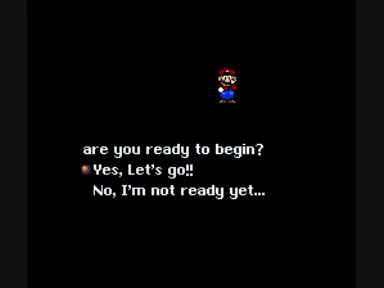 are you ready to begin?
Yes, Let's go!!
No, I'm not ready yet...